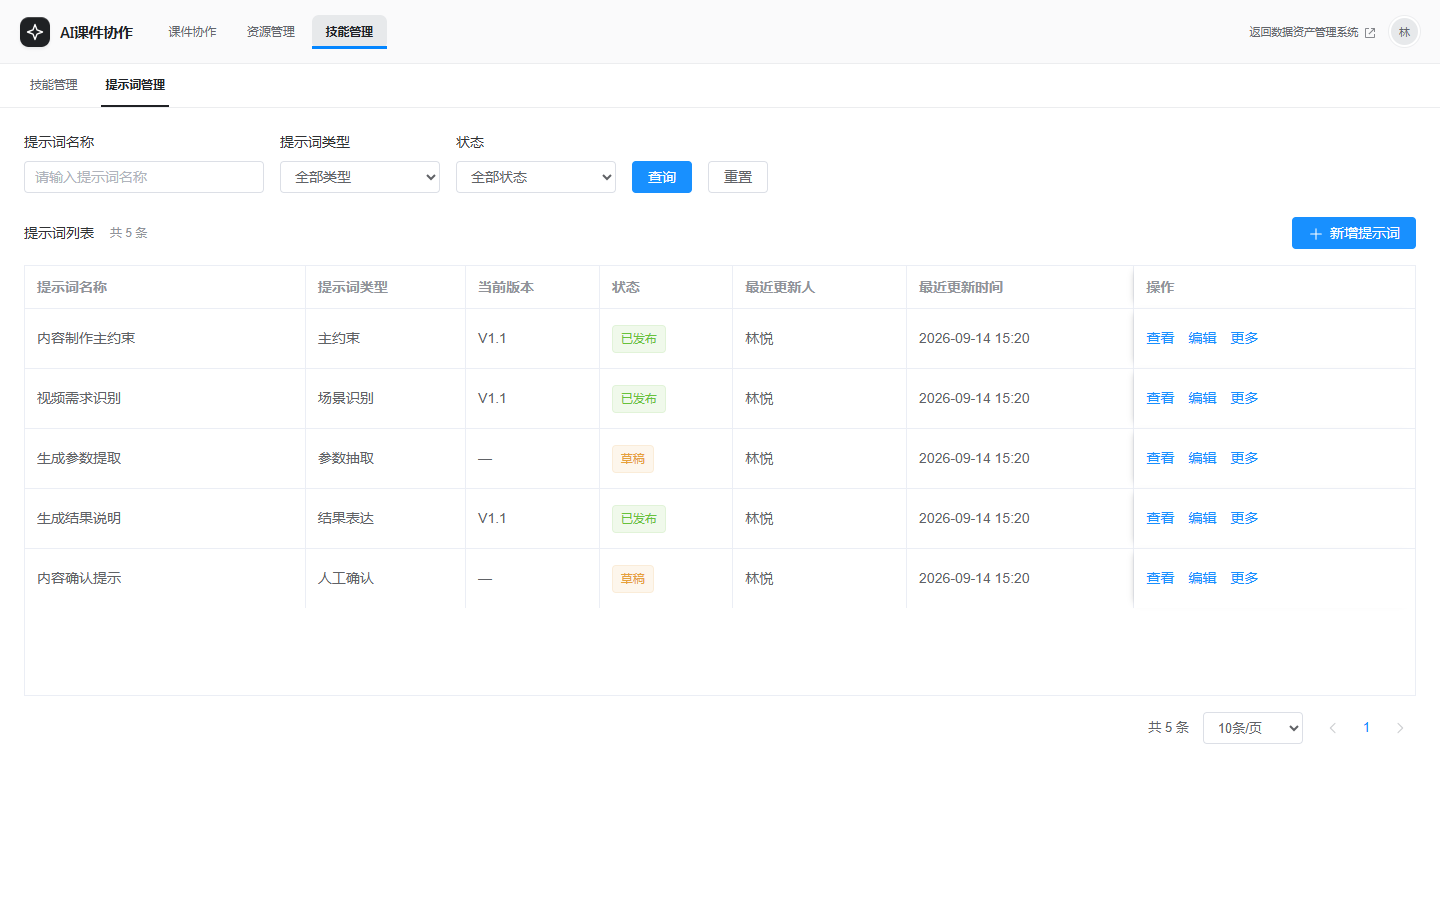 AI课件协作 课件协作 资源管理 技能管理 返回数据资产管理系统 林
技能管理 提示词管理
提示词名称 提示词类型 状态
请输入提示词名称 全部类型 全部状态 查询 重置
提示词列表 共 5 条 新增提示词
提示词名称 提示词类型 当前版本 状态 最近更新人 最近更新时间 操作
内容制作主约束 主约束 V1.1 已发布 林悦 2026-09-14 15:20 查看 编辑 更多
视频需求识别 场景识别 V1.1 已发布 林悦 2026-09-14 15:20 查看 编辑 更多
生成参数提取 参数抽取 — 草稿 林悦 2026-09-14 15:20 查看 编辑 更多
生成结果说明 结果表达 V1.1 已发布 林悦 2026-09-14 15:20 查看 编辑 更多
内容确认提示 人工确认 — 草稿 林悦 2026-09-14 15:20 查看 编辑 更多
共 5 条 10条/页 1